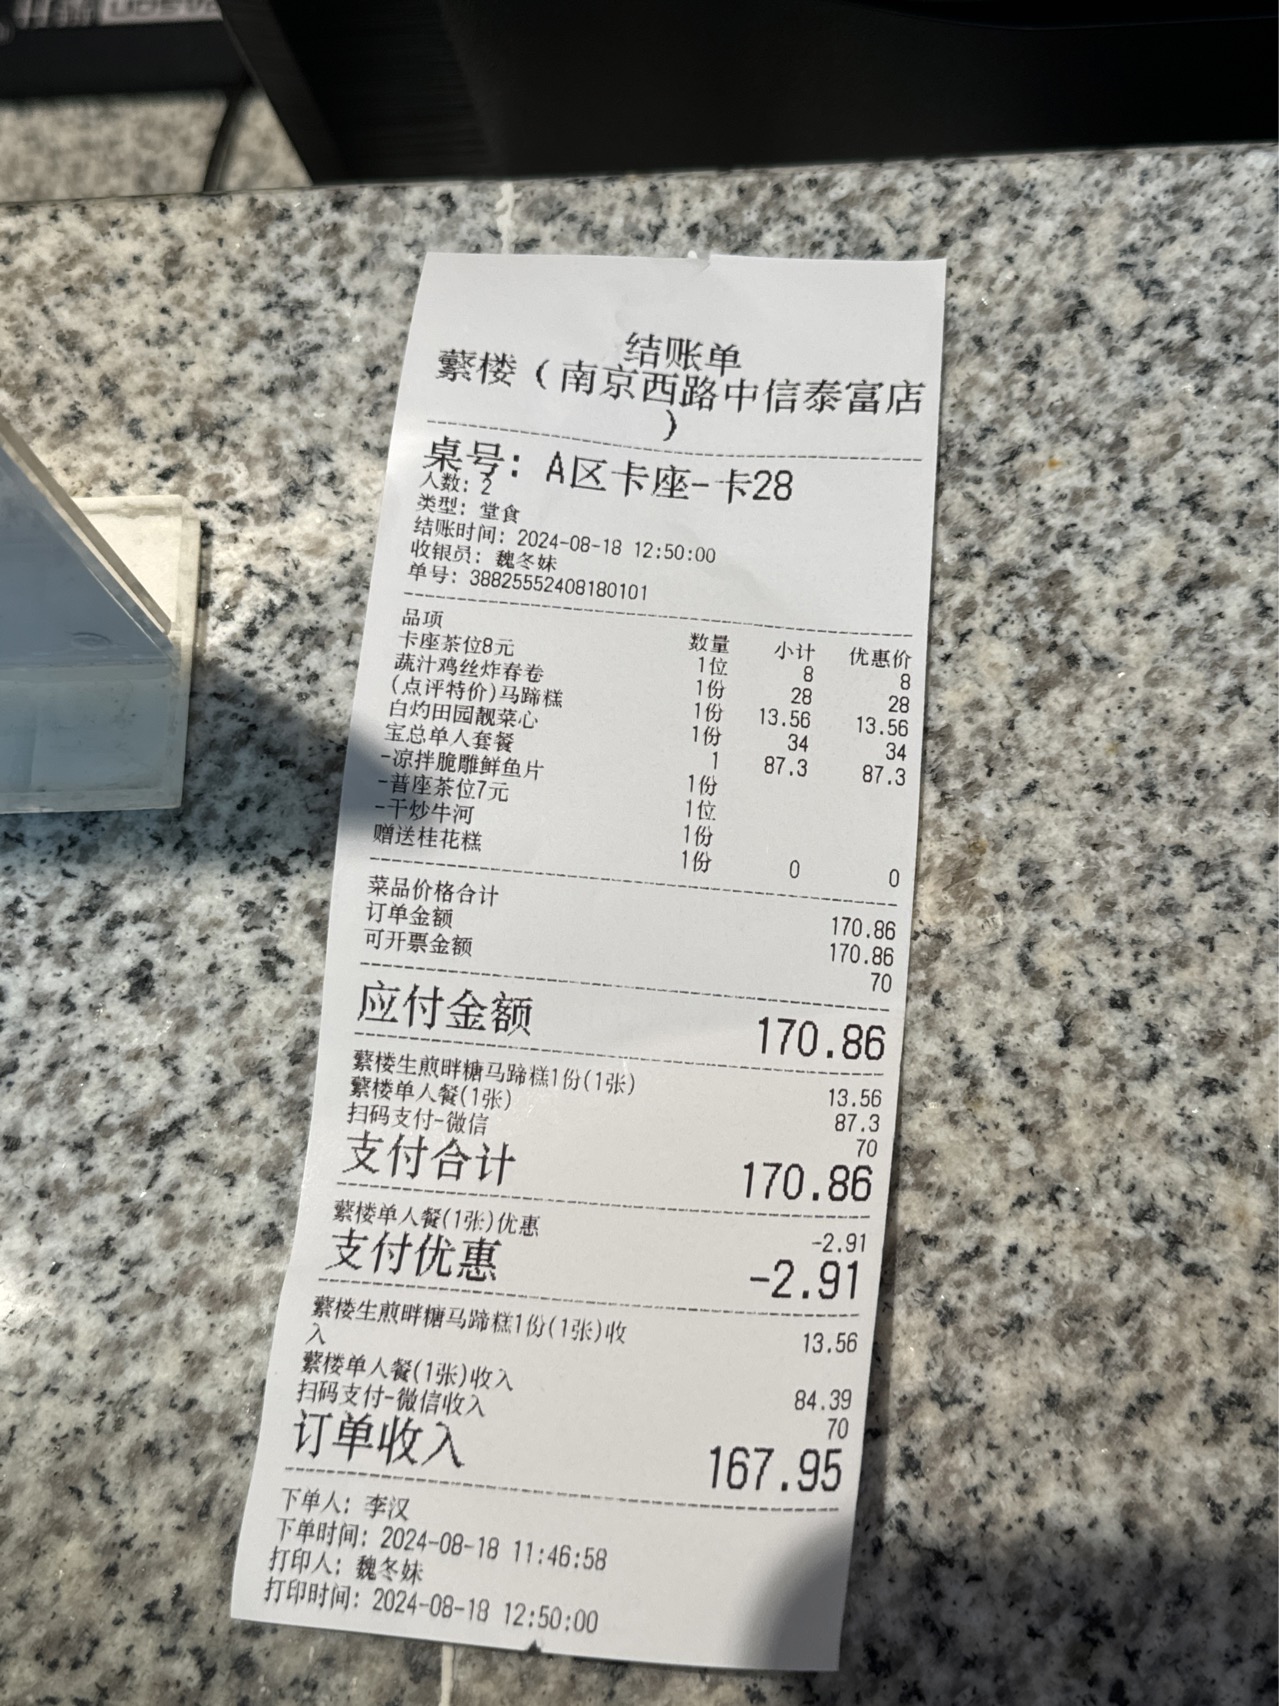 结账单
蘩楼（南京西路中信泰富店
）
桌号：A区卡座-卡28
人数：2
类型：堂食
结账时间：2024-08-18 12:50:00
收银员：魏冬妹
单号：38825552408180101
品项 数量 小计 优惠价
卡座茶位8元 1位 8 8
蔬汁鸡丝炸春卷 1份 28 28
(点评特价)马蹄糕 1份 13.56 13.56
白灼田园靓菜心 1份 34 34
宝总单人套餐 1 87.3 87.3
-凉拌脆雕鲜鱼片 1份
-普座茶位7元 1位
-干炒牛河 1份
赠送桂花糕 1份 0 0
菜品价格合计 170.86
订单金额 170.86
可开票金额 70
应付金额 170.86
蘩楼生煎畔糖马蹄糕1份(1张) 13.56
蘩楼单人餐(1张) 87.3
扫码支付-微信 70
支付合计 170.86
蘩楼单人餐(1张)优惠 -2.91
支付优惠 -2.91
蘩楼生煎畔糖马蹄糕1份(1张)收
入 13.56
蘩楼单人餐(1张)收入 84.39
扫码支付-微信收入 70
订单收入 167.95
下单人：李汉
下单时间：2024-08-18 11:46:58
打印人：魏冬妹
打印时间：2024-08-18 12:50:00